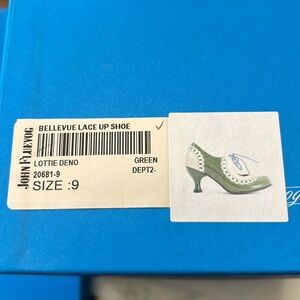 BELLEVUE LACE UP SHOE
JOHN FLUEVOG
LOTTIE DENO GREEN
20681-9 DEPT2-
SIZE :9